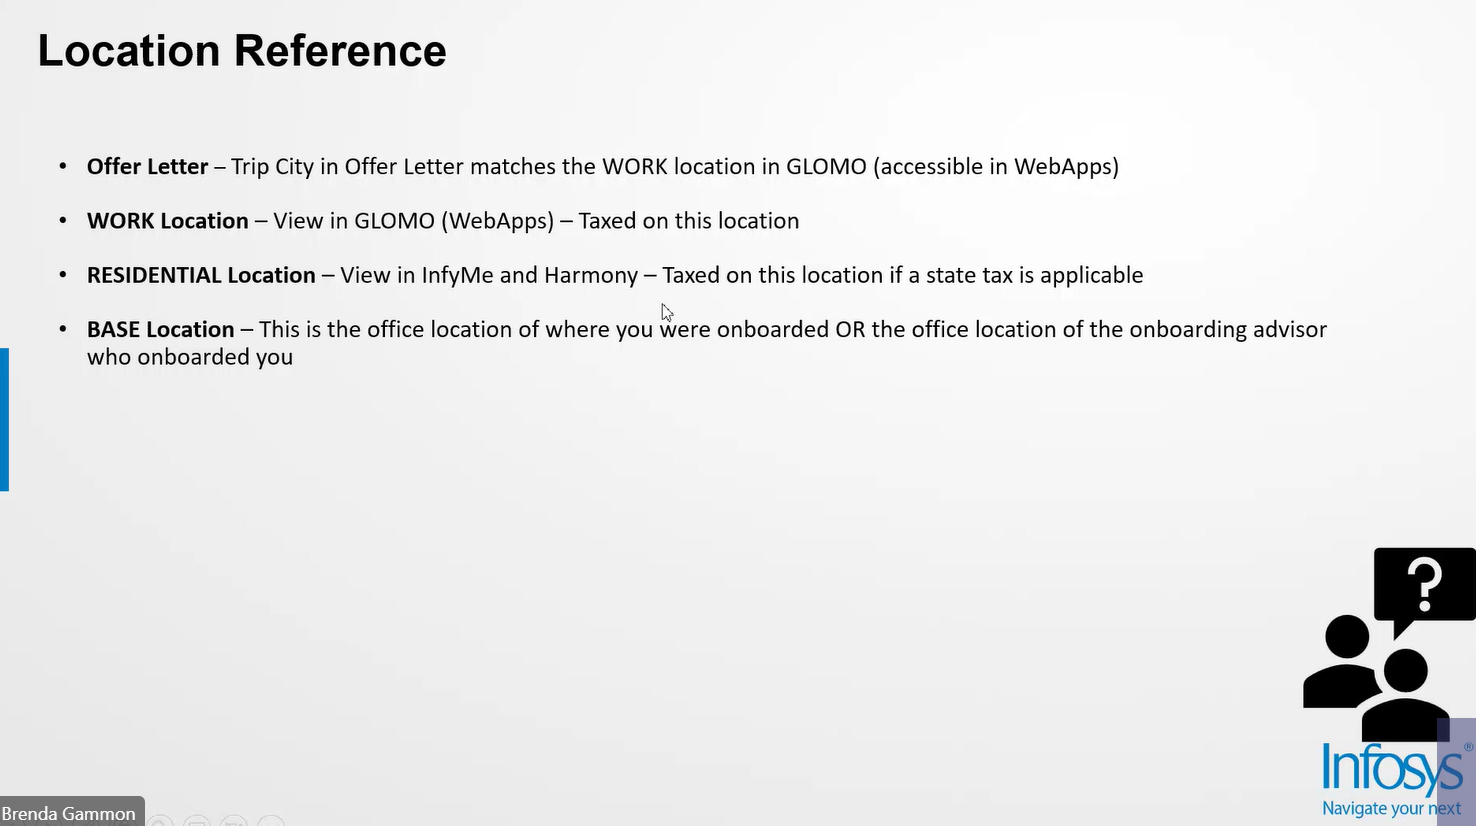 Location Reference
• Offer Letter – Trip City in Offer Letter matches the WORK location in GLOMO (accessible in WebApps)
• WORK Location – View in GLOMO (WebApps) – Taxed on this location
• RESIDENTIAL Location – View in InfyMe and Harmony – Taxed on this location if a state tax is applicable
• BASE Location – This is the office location of where you were onboarded OR the office location of the onboarding advisor
who onboarded you
?
Infosys®
Navigate your next
Brenda Gammon